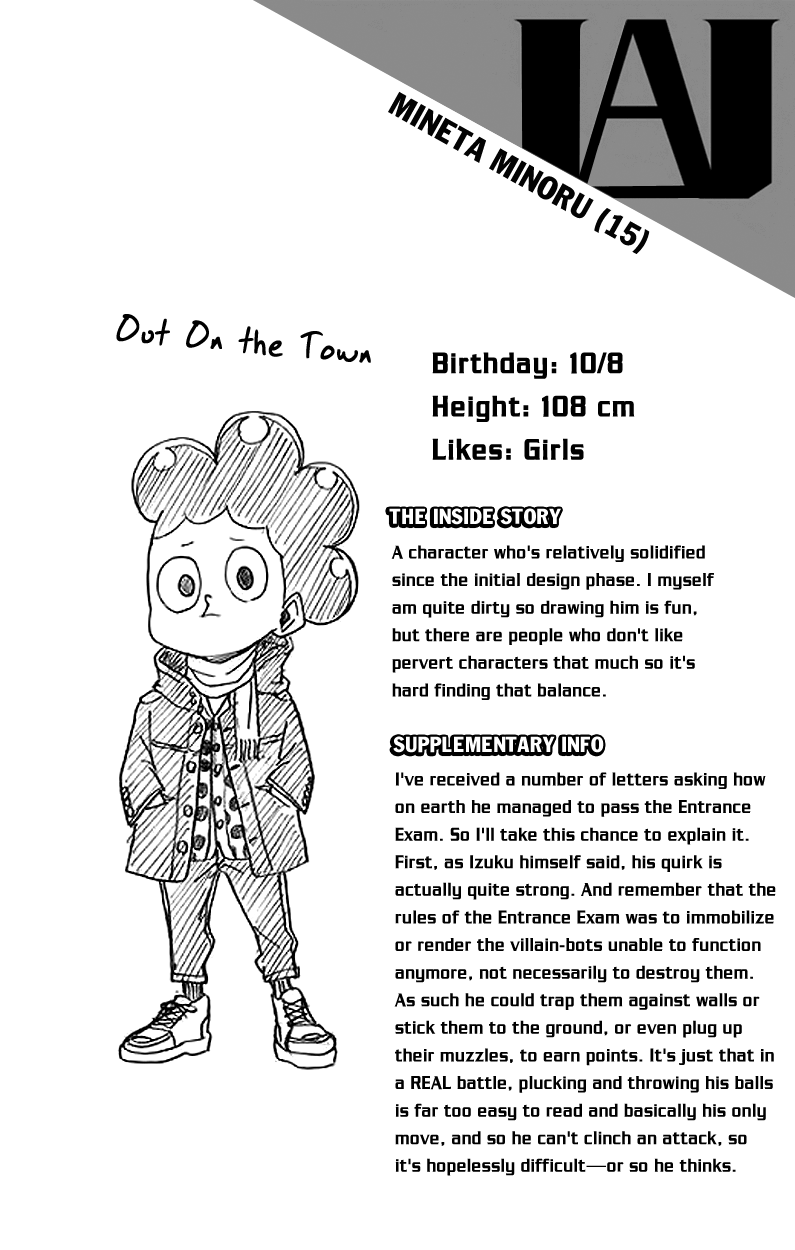 UA
MINETA MINORU (15)
Out On the Town
Birthday: 10/8
Height: 108 cm
Likes: Girls
THE INSIDE STORY
A character who's relatively solidified
since the initial design phase. I myself
am quite dirty so drawing him is fun,
but there are people who don't like
pervert characters that much so it's
hard finding that balance.
SUPPLEMENTARY INFO
I've received a number of letters asking how
on earth he managed to pass the Entrance
Exam. So I'll take this chance to explain it.
First, as Izuku himself said, his quirk is
actually quite strong. And remember that the
rules of the Entrance Exam was to immobilize
or render the villain-bots unable to function
anymore, not necessarily to destroy them.
As such he could trap them against walls or
stick them to the ground, or even plug up
their muzzles, to earn points. It's just that in
a REAL battle, plucking and throwing his balls
is far too easy to read and basically his only
move, and so he can't clinch an attack, so
it's hopelessly difficult—or so he thinks.